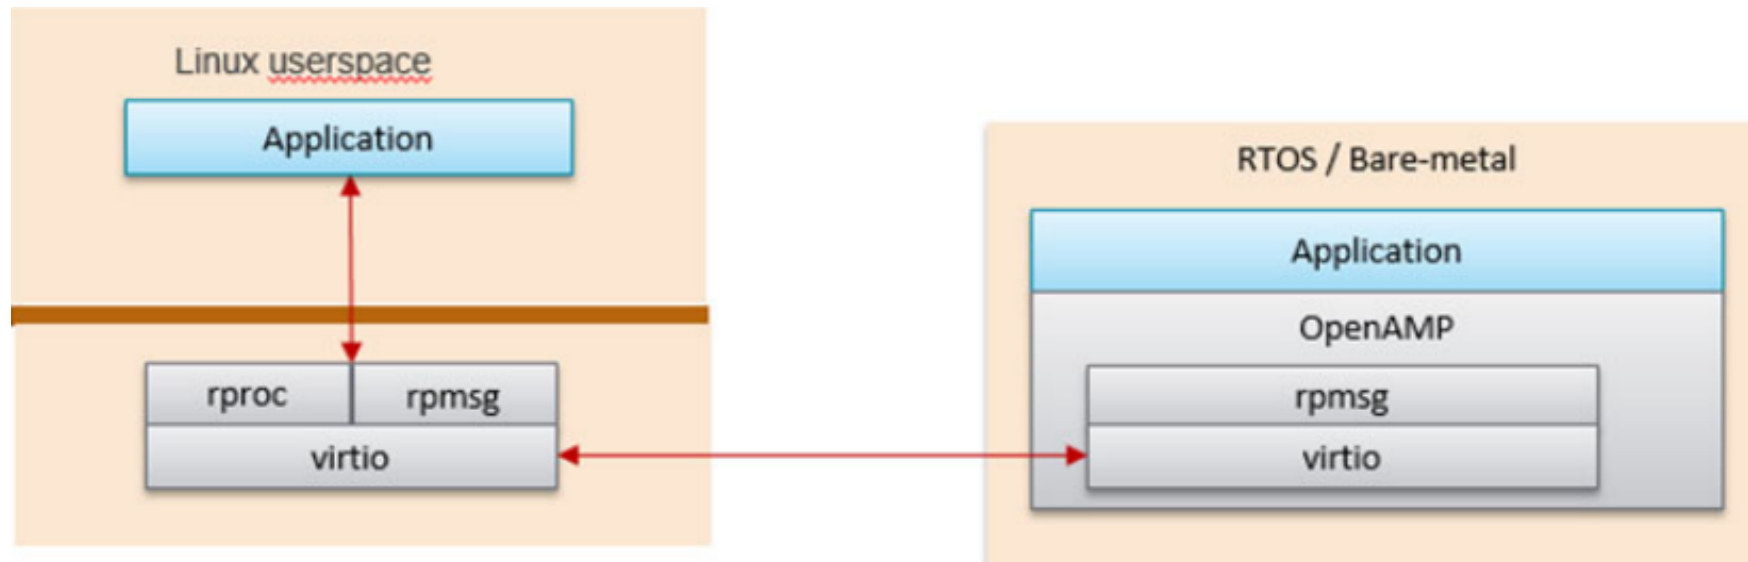 Linux userspace
Application
rproc
rpmsg
virtio
RTOS / Bare-metal
Application
OpenAMP
rpmsg
virtio